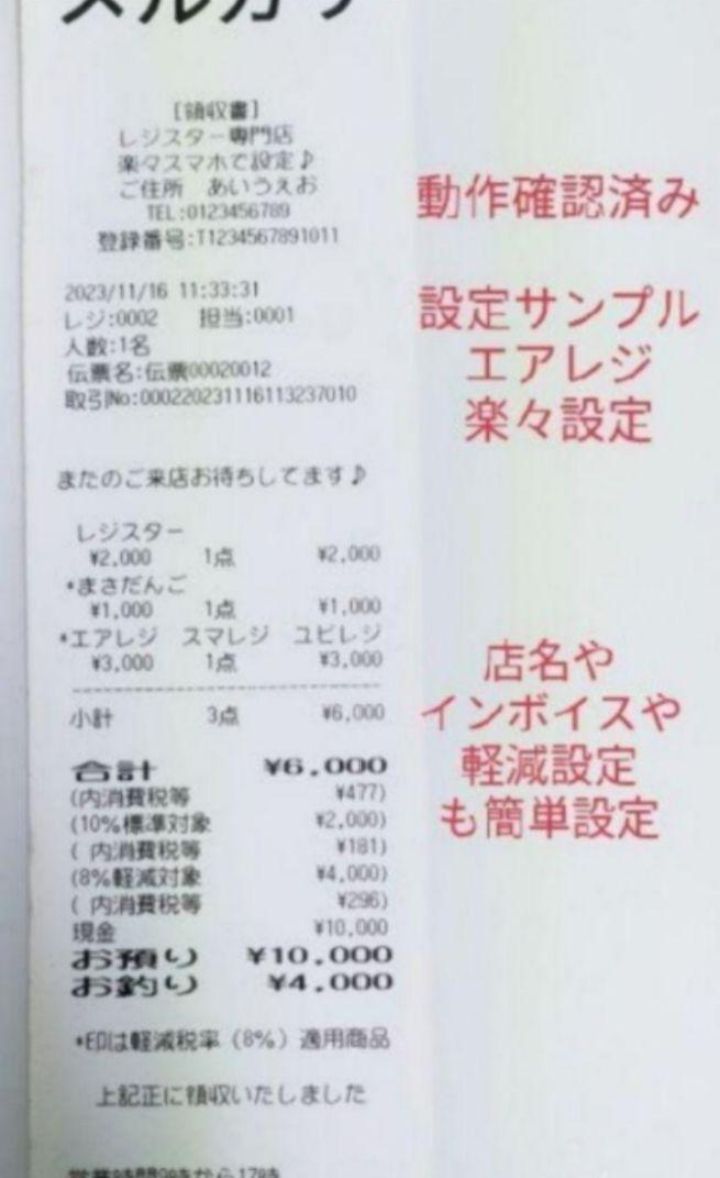 メルカリ
[領収書]
レジスター専門店
楽々スマホで設定♪
ご住所　あいうえお
TEL:0123456789
登録番号:T1234567891011
動作確認済み
2023/11/16 11:33:31
レジ:0002　担当:0001
人数:1名
伝票名:伝票00020012
取引No:000220231116113237010
設定サンプル
エアレジ
楽々設定
またのご来店お待ちしてます♪
レジスター
¥2,000　1点　¥2,000
*まさだんご
¥1,000　1点　¥1,000
*エアレジ　スマレジ　ユビレジ
¥3,000　1点　¥3,000
小計　3点　¥6,000
店名や
インボイスや
軽減設定
も簡単設定
合計　¥6,000
(内消費税等　¥477)
(10%標準対象　¥2,000)
( 内消費税等　¥181)
(8%軽減対象　¥4,000)
( 内消費税等　¥296)
現金　¥10,000
お預り　¥10,000
お釣り　¥4,000
*印は軽減税率（8%）適用商品
上記正に領収いたしました